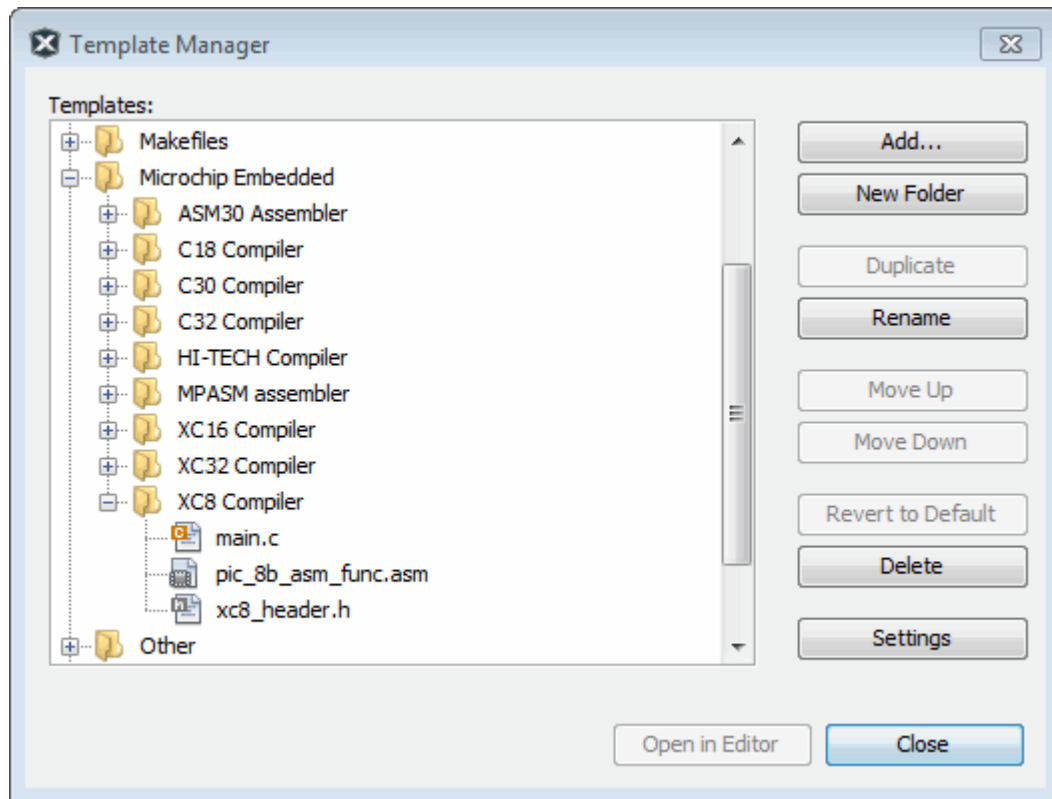 Template Manager
Templates:
Makefiles
Microchip Embedded
ASM30 Assembler
C18 Compiler
C30 Compiler
C32 Compiler
HI-TECH Compiler
MPASM assembler
XC16 Compiler
XC32 Compiler
XC8 Compiler
main.c
pic_8b_asm_func.asm
xc8_header.h
Other
Add...
New Folder
Duplicate
Rename
Move Up
Move Down
Revert to Default
Delete
Settings
Open in Editor
Close